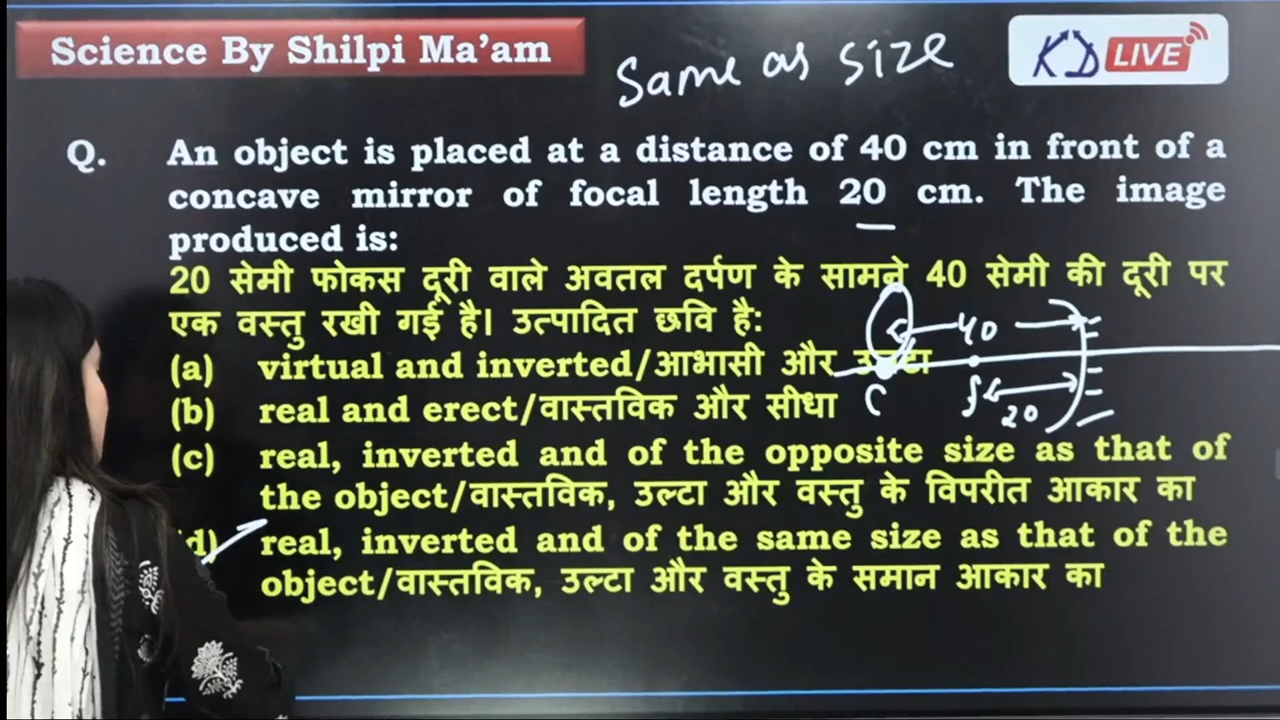 Science By Shilpi Ma'am
Same as size
KD LIVE
Q. An object is placed at a distance of 40 cm in front of a
concave mirror of focal length 20 cm. The image
produced is:
20 सेमी फोकस दूरी वाले अवतल दर्पण के सामने 40 सेमी की दूरी पर
एक वस्तु रखी गई है। उत्पादित छवि है:
40
(a) virtual and inverted/आभासी और उल्टा
C f 20
(b) real and erect/वास्तविक और सीधा
(c) real, inverted and of the opposite size as that of
the object/वास्तविक, उल्टा और वस्तु के विपरीत आकार का
d) real, inverted and of the same size as that of the
object/वास्तविक, उल्टा और वस्तु के समान आकार का